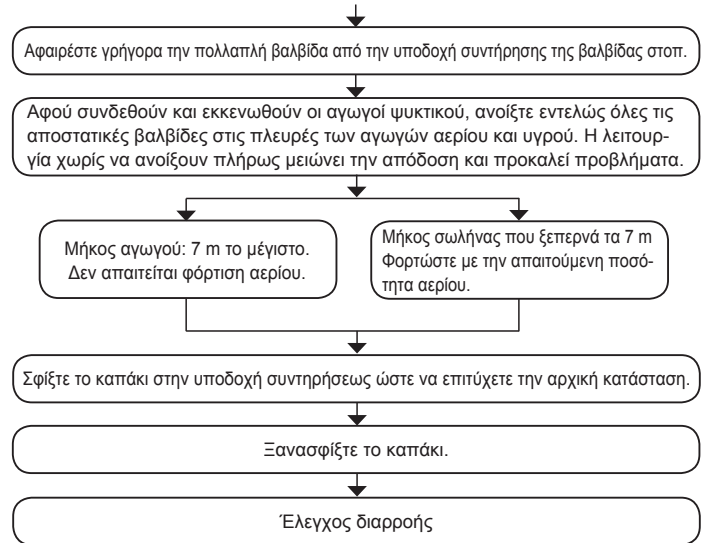 Αφαιρέστε γρήγορα την πολλαπλή βαλβίδα από την υποδοχή συντήρησης της βαλβίδας στοπ.
Αφού συνδεθούν και εκκενωθούν οι αγωγοί ψυκτικού, ανοίξτε εντελώς όλες τις
αποστατικές βαλβίδες στις πλευρές των αγωγών αερίου και υγρού. Η λειτουρ-
γία χωρίς να ανοίξουν πλήρως μειώνει την απόδοση και προκαλεί προβλήματα.
Μήκος αγωγού: 7 m το μέγιστο.
Δεν απαιτείται φόρτιση αερίου.
Μήκος σωλήνας που ξεπερνά τα 7 m
Φορτώστε με την απαιτούμενη ποσό-
τητα αερίου.
Σφίξτε το καπάκι στην υποδοχή συντηρήσεως ώστε να επιτύχετε την αρχική κατάσταση.
Ξανασφίξτε το καπάκι.
Έλεγχος διαρροής